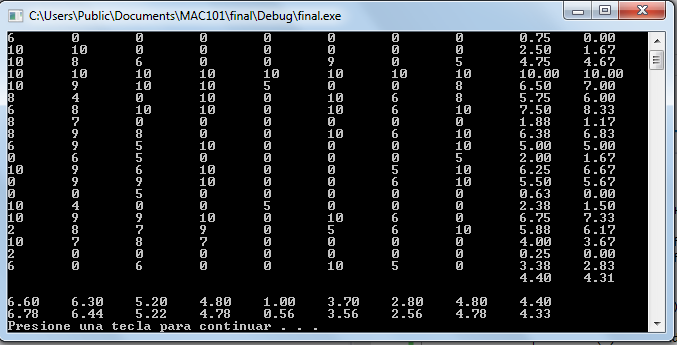 C:\Users\Public\Documents\MAC101\final\Debug\final.exe
6 0 0 0 0 0 0 0 0.75 0.00
10 10 0 0 0 0 0 0 2.50 1.67
10 8 6 0 0 9 0 5 4.75 4.67
10 10 10 10 10 10 10 10 10.00 10.00
10 9 10 10 5 0 0 8 6.50 7.00
8 4 0 10 0 10 6 8 5.75 6.00
6 8 10 10 0 10 6 10 7.50 8.33
8 7 0 0 0 0 0 0 1.88 1.17
8 9 8 0 0 10 6 10 6.38 6.83
6 9 5 10 0 0 0 10 5.00 5.00
0 6 5 0 0 0 0 5 2.00 1.67
10 9 6 10 0 0 5 10 6.25 6.67
0 9 9 10 0 0 6 10 5.50 5.67
0 0 5 0 0 0 0 0 0.63 0.00
10 4 0 0 5 0 0 0 2.38 1.50
10 9 9 10 0 10 6 0 6.75 7.33
2 8 7 9 0 5 6 10 5.88 6.17
10 7 8 7 0 0 0 0 4.00 3.67
2 0 0 0 0 0 0 0 0.25 0.00
6 0 6 0 0 10 5 0 3.38 2.83
4.40 4.31
6.60 6.30 5.20 4.80 1.00 3.70 2.80 4.80 4.40
6.78 6.44 5.22 4.78 0.56 3.56 2.56 4.78 4.33
Presione una tecla para continuar . . .